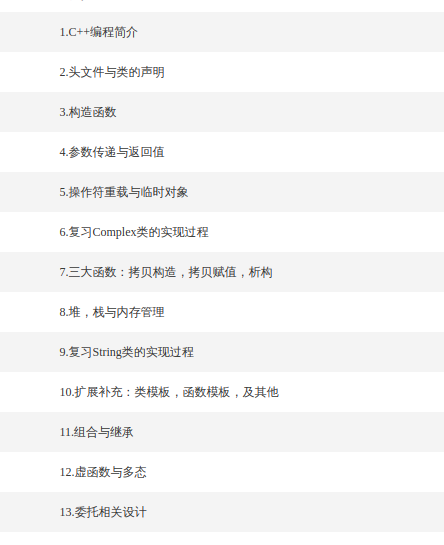 1.C++编程简介
2.头文件与类的声明
3.构造函数
4.参数传递与返回值
5.操作符重载与临时对象
6.复习Complex类的实现过程
7.三大函数：拷贝构造，拷贝赋值，析构
8.堆，栈与内存管理
9.复习String类的实现过程
10.扩展补充：类模板，函数模板，及其他
11.组合与继承
12.虚函数与多态
13.委托相关设计